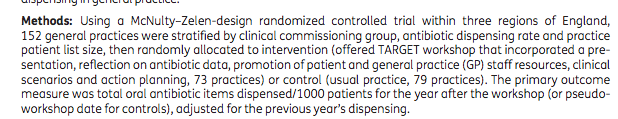 Methods: Using a McNulty–Zelen-design randomized controlled trial within three regions of England,
152 general practices were stratified by clinical commissioning group, antibiotic dispensing rate and practice
patient list size, then randomly allocated to intervention (offered TARGET workshop that incorporated a pre-
sentation, reflection on antibiotic data, promotion of patient and general practice (GP) staff resources, clinical
scenarios and action planning, 73 practices) or control (usual practice, 79 practices). The primary outcome
measure was total oral antibiotic items dispensed/1000 patients for the year after the workshop (or pseudo-
workshop date for controls), adjusted for the previous year's dispensing.